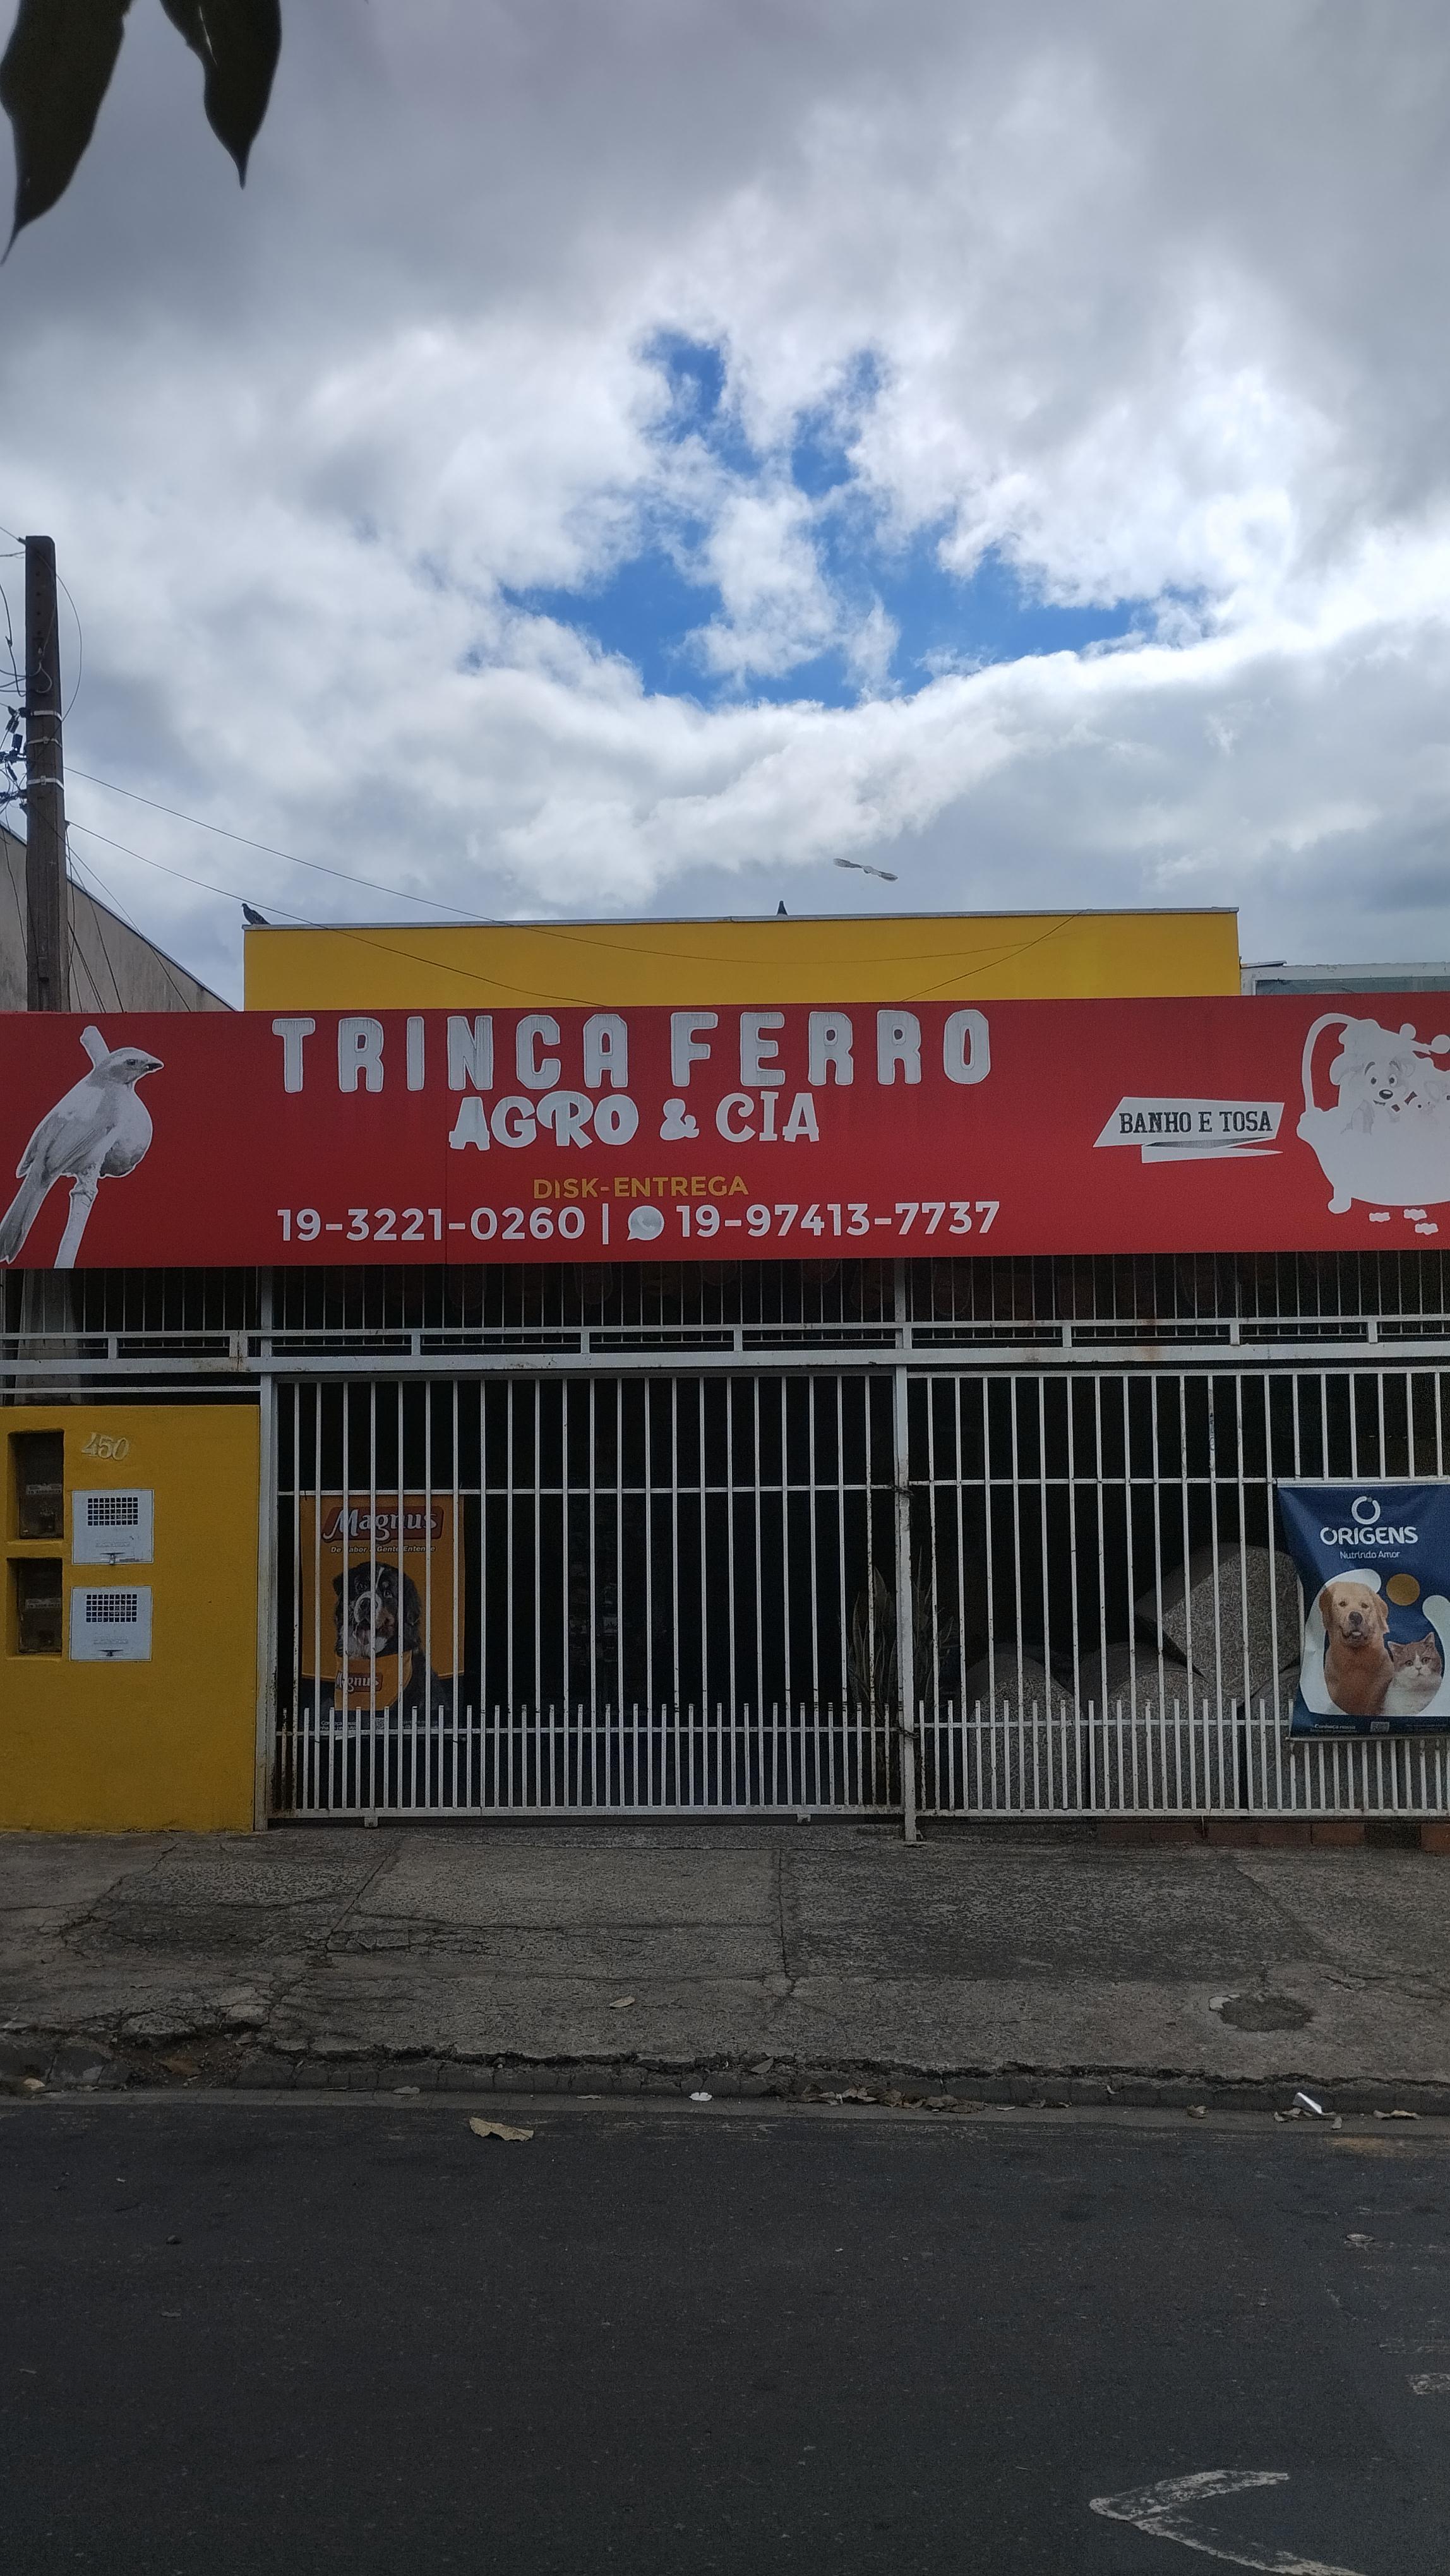 TRINCA FERRO
AGRO & CIA
DISK-ENTREGA
19-3221-0260 | 19-97413-7737
BANHO E TOSA
450
Magnus
Magnus
ORIGENS
Nutrindo Amor